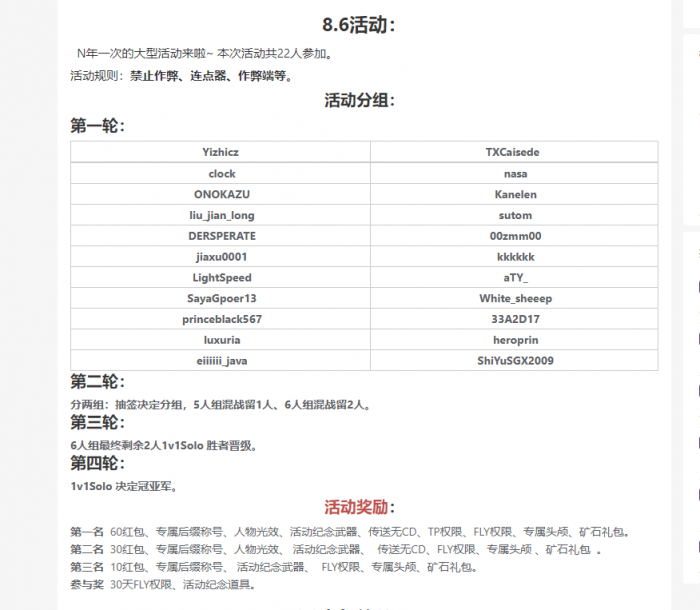 8.6活动：
N年一次的大型活动来啦~ 本次活动共22人参加。
活动规则：禁止作弊、连点器、作弊端等。
活动分组：
第一轮：
Yizhicz TXCaisede
clock nasa
ONOKAZU Kanelen
liu_jian_long sutom
DERSPERATE 00zmm00
jiaxu0001 kkkkkk
LightSpeed aTY_
SayaGpoer13 White_sheeep
princeblack567 33A2D17
luxuria heroprin
eiiiiii_java ShiYuSGX2009
第二轮：
分两组：抽签决定分组，5人组混战留1人、6人组混战留2人。
第三轮：
6人组最终剩余2人1v1Solo 胜者晋级。
第四轮：
1v1Solo 决定冠亚军。
活动奖励：
第一名 60红包、专属后缀称号、人物光效、活动纪念武器、传送无CD、TP权限、FLY权限、专属头颅、矿石礼包。
第二名 30红包、专属后缀称号、人物光效、 活动纪念武器、 传送无CD、FLY权限、专属头颅 、矿石礼包 。
第三名 10红包、专属后缀称号、 活动纪念武器、 FLY权限、专属头颅、矿石礼包。
参与奖 30天FLY权限、活动纪念道具。